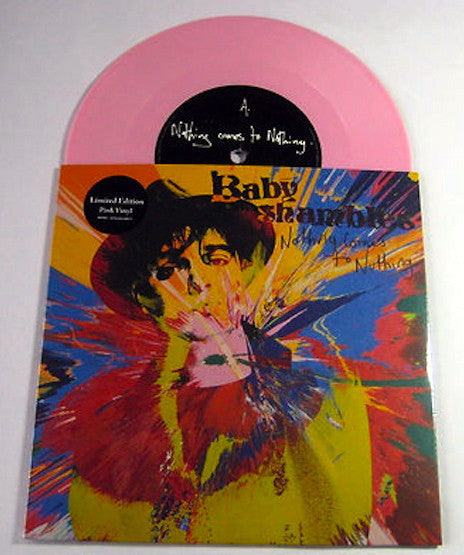 A.
Nothing comes to Nothing.
Limited Edition
Pink Vinyl
Baby
shambles
Nothing comes
to Nothing